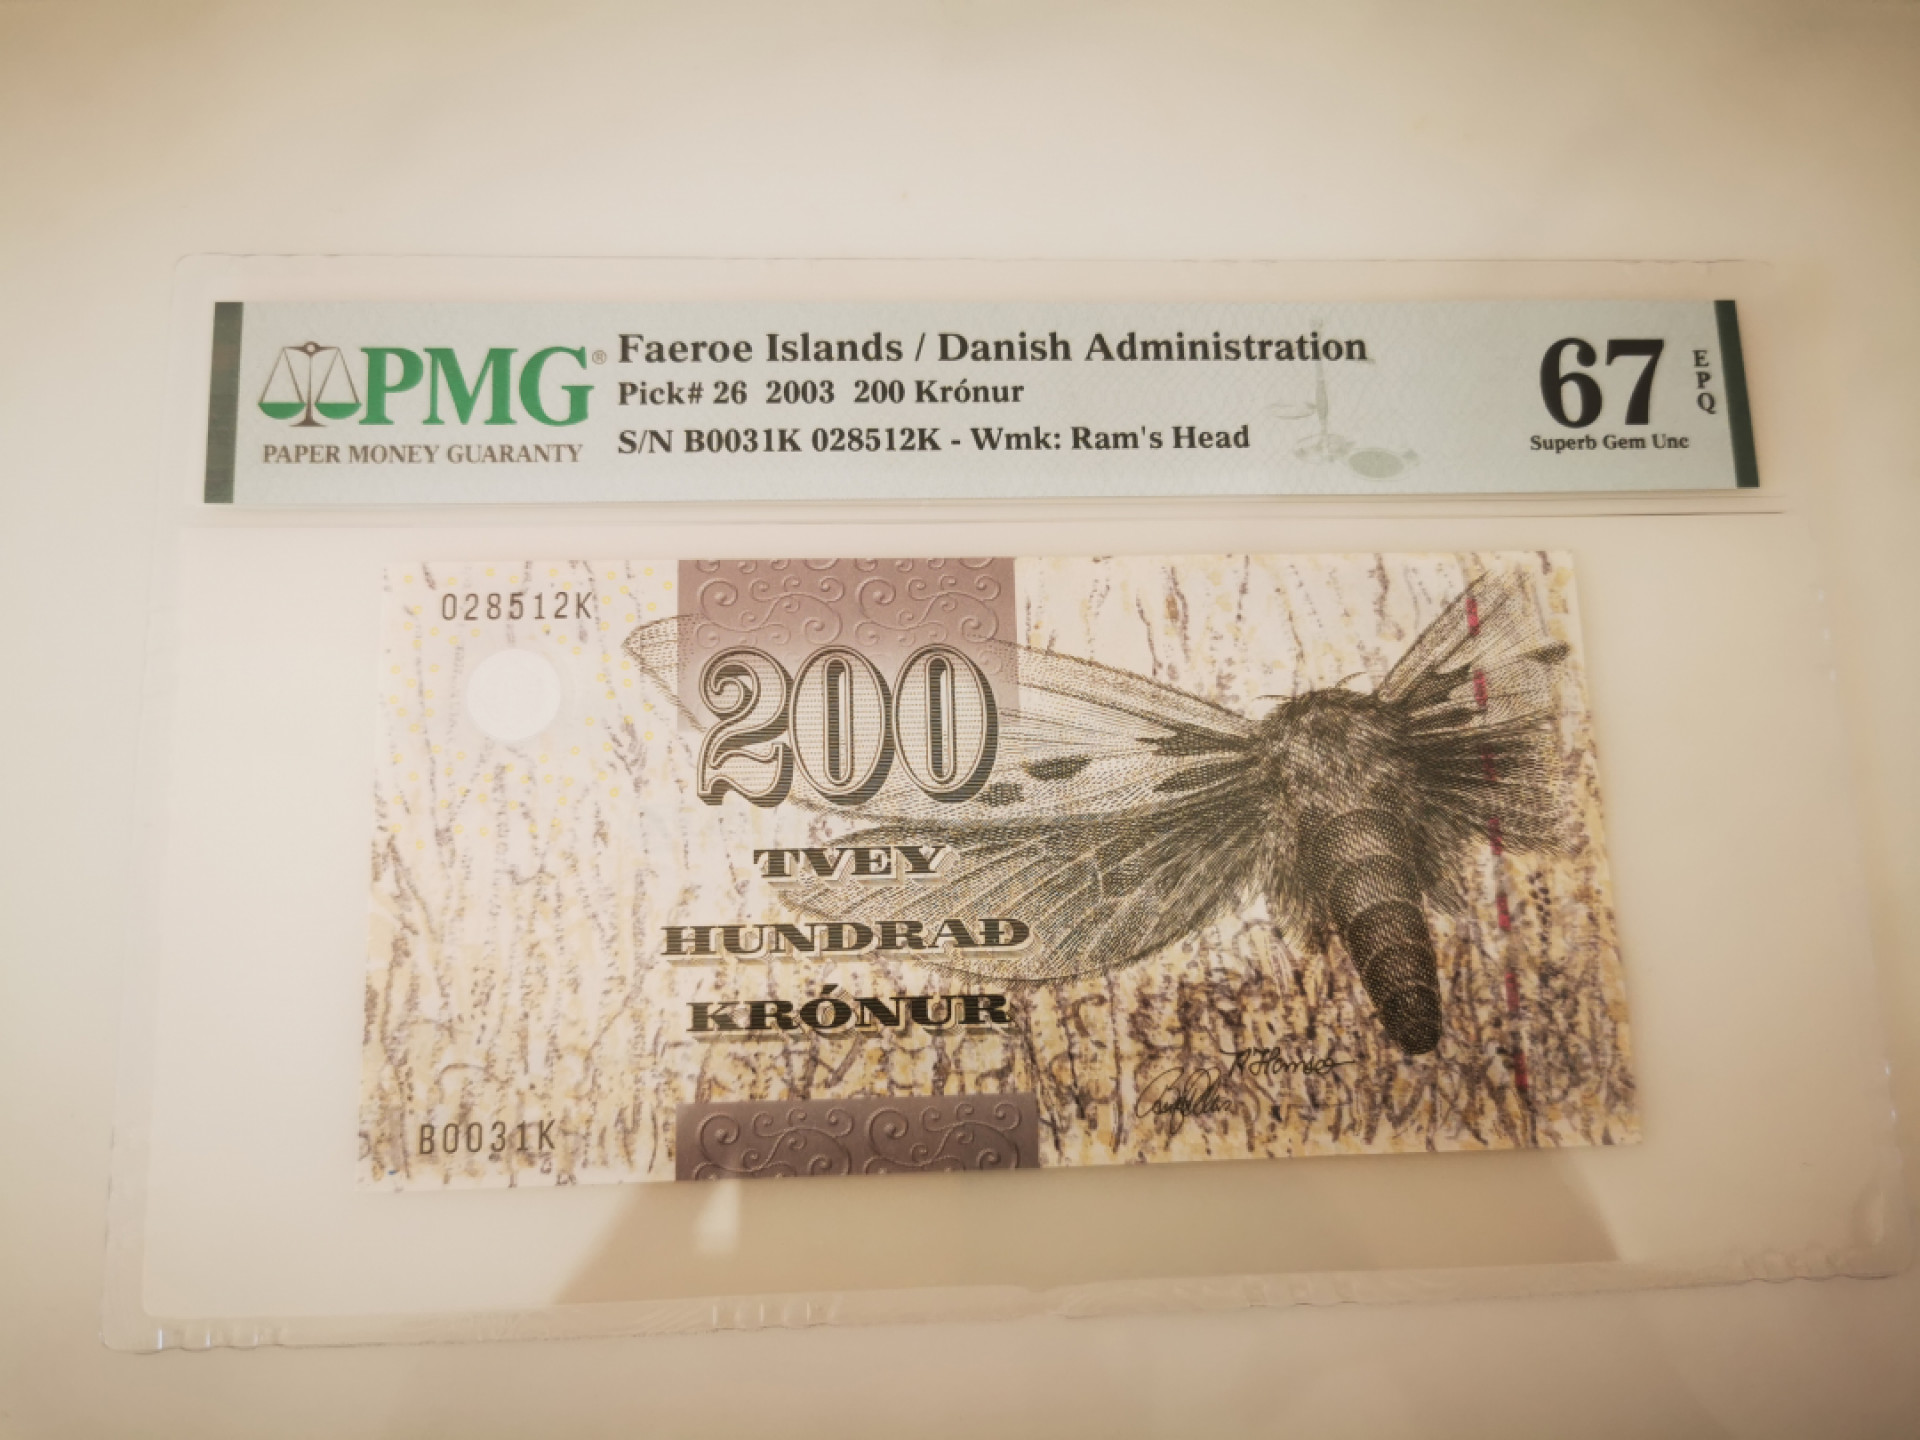 PMG®
PAPER MONEY GUARANTY
Faeroe Islands / Danish Administration
Pick# 26 2003 200 Krónur
S/N B0031K 028512K - Wmk: Ram's Head
67
EPQ
Superb Gem Unc
028512K
200
TVEY
HUNDRAÐ
KRÓNUR
B0031K